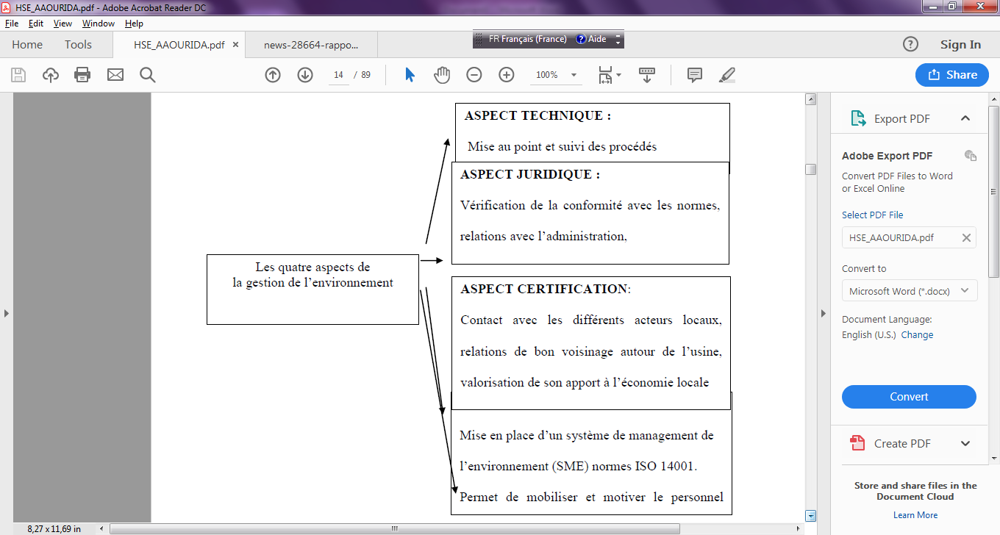 HSE_AAOURIDA.pdf - Adobe Acrobat Reader DC
File Edit View Window Help
Home Tools HSE_AAOURIDA.pdf × news-28664-rappo...
FR Français (France) ? Aide
? Sign In
14 / 89
100%
Share
ASPECT TECHNIQUE :
Mise au point et suivi des procédés
ASPECT JURIDIQUE :
Vérification de la conformité avec les normes,
relations avec l’administration,
Les quatre aspects de
la gestion de l’environnement
ASPECT CERTIFICATION:
Contact avec les différents acteurs locaux,
relations de bon voisinage autour de l’usine,
valorisation de son apport à l’économie locale
Mise en place d’un système de management de
l’environnement (SME) normes ISO 14001.
Permet de mobiliser et motiver le personnel
8,27 x 11,69 in
Export PDF
Adobe Export PDF
Convert PDF Files to Word
or Excel Online
Select PDF File
HSE_AAOURIDA.pdf
Convert to
Microsoft Word (*.docx)
Document Language:
English (U.S.) Change
Convert
Create PDF
Store and share files in the
Document Cloud
Learn More